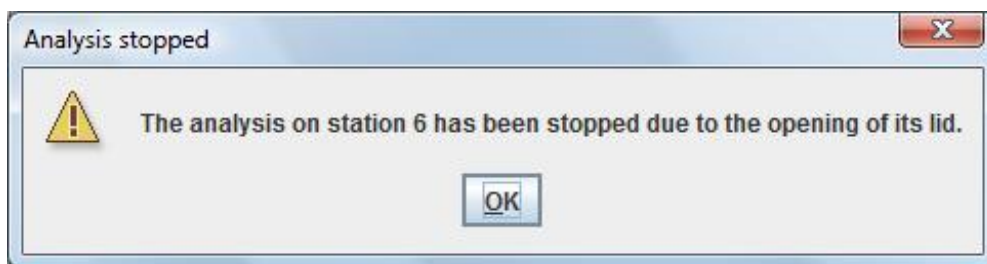 Analysis stopped
The analysis on station 6 has been stopped due to the opening of its lid.
OK